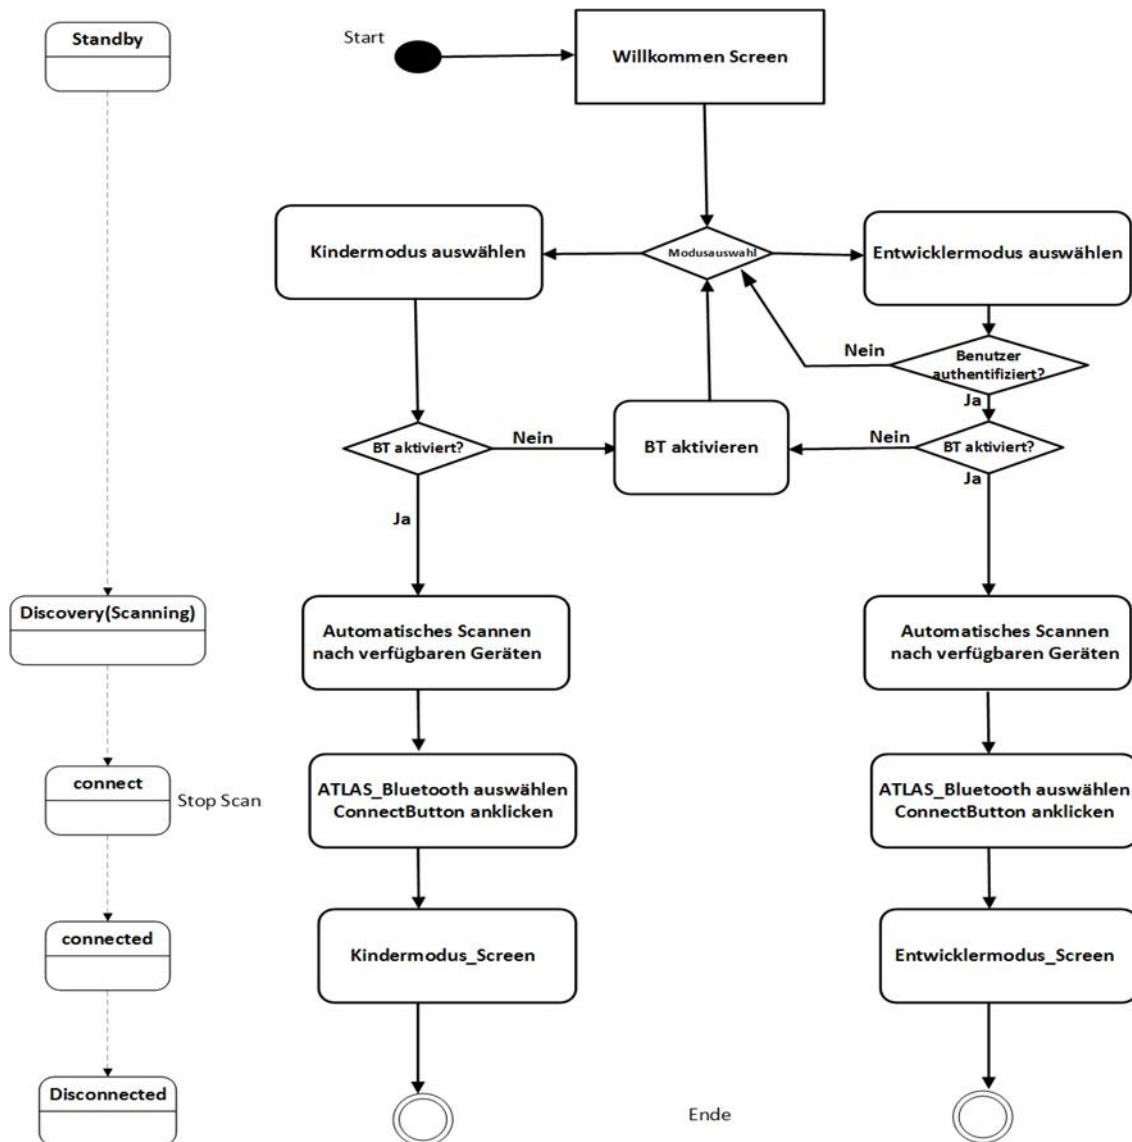 Standby
Start
Willkommen Screen
Kindermodus auswählen
Modusauswahl
Entwicklermodus auswählen
Nein
Benutzer
authentifiziert?
Ja
BT aktiviert?
Nein
BT aktivieren
Nein
BT aktiviert?
Ja
Ja
Discovery(Scanning)
Automatisches Scannen
nach verfügbaren Geräten
Automatisches Scannen
nach verfügbaren Geräten
connect
Stop Scan
ATLAS_Bluetooth auswählen
ConnectButton anklicken
ATLAS_Bluetooth auswählen
ConnectButton anklicken
connected
Kindermodus_Screen
Entwicklermodus_Screen
Disconnected
Ende